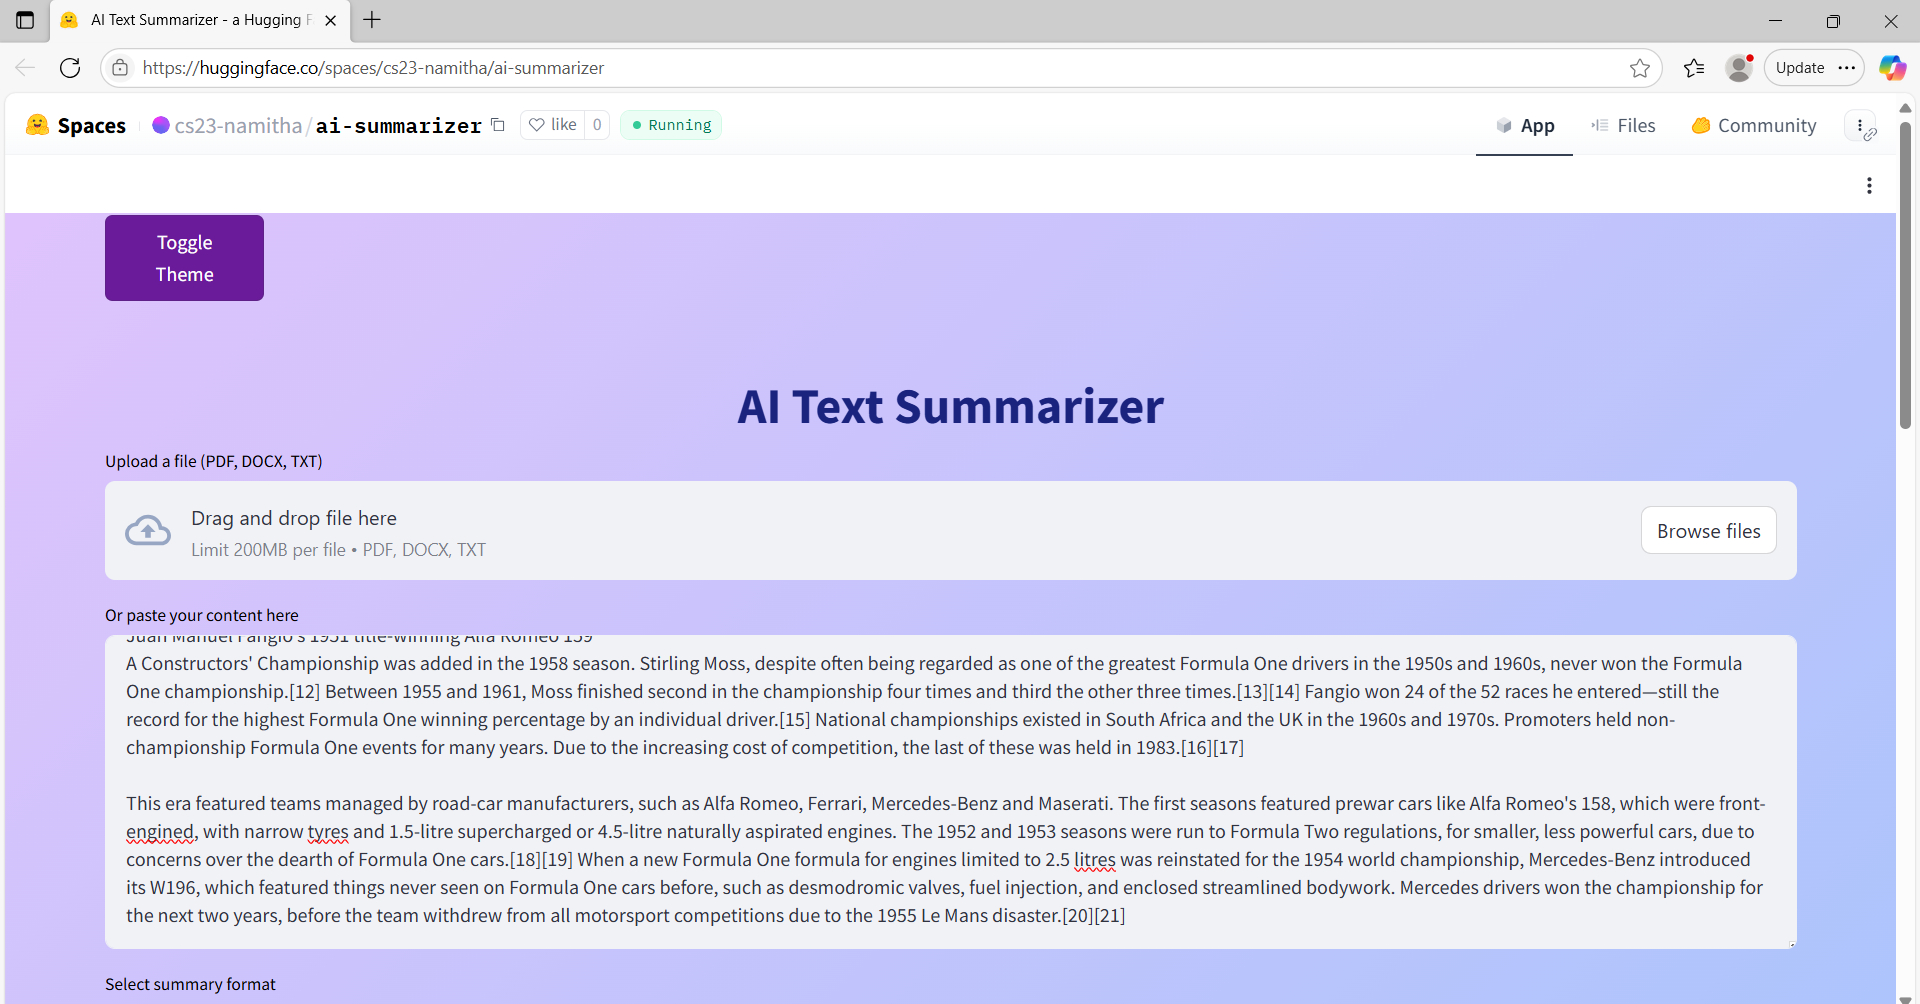 AI Text Summarizer - a Hugging F
https://huggingface.co/spaces/cs23-namitha/ai-summarizer
Update
Spaces
cs23-namitha/ai-summarizer
like 0
Running
App
Files
Community
Toggle
Theme
AI Text Summarizer
Upload a file (PDF, DOCX, TXT)
Drag and drop file here
Limit 200MB per file • PDF, DOCX, TXT
Browse files
Or paste your content here
Juan Manuel Fangio's 1951 title-winning Alfa Romeo 159
A Constructors' Championship was added in the 1958 season. Stirling Moss, despite often being regarded as one of the greatest Formula One drivers in the 1950s and 1960s, never won the Formula
One championship.[12] Between 1955 and 1961, Moss finished second in the championship four times and third the other three times.[13][14] Fangio won 24 of the 52 races he entered—still the
record for the highest Formula One winning percentage by an individual driver.[15] National championships existed in South Africa and the UK in the 1960s and 1970s. Promoters held non-
championship Formula One events for many years. Due to the increasing cost of competition, the last of these was held in 1983.[16][17]
This era featured teams managed by road-car manufacturers, such as Alfa Romeo, Ferrari, Mercedes-Benz and Maserati. The first seasons featured prewar cars like Alfa Romeo's 158, which were front-
engined, with narrow tyres and 1.5-litre supercharged or 4.5-litre naturally aspirated engines. The 1952 and 1953 seasons were run to Formula Two regulations, for smaller, less powerful cars, due to
concerns over the dearth of Formula One cars.[18][19] When a new Formula One formula for engines limited to 2.5 litres was reinstated for the 1954 world championship, Mercedes-Benz introduced
its W196, which featured things never seen on Formula One cars before, such as desmodromic valves, fuel injection, and enclosed streamlined bodywork. Mercedes drivers won the championship for
the next two years, before the team withdrew from all motorsport competitions due to the 1955 Le Mans disaster.[20][21]
Select summary format